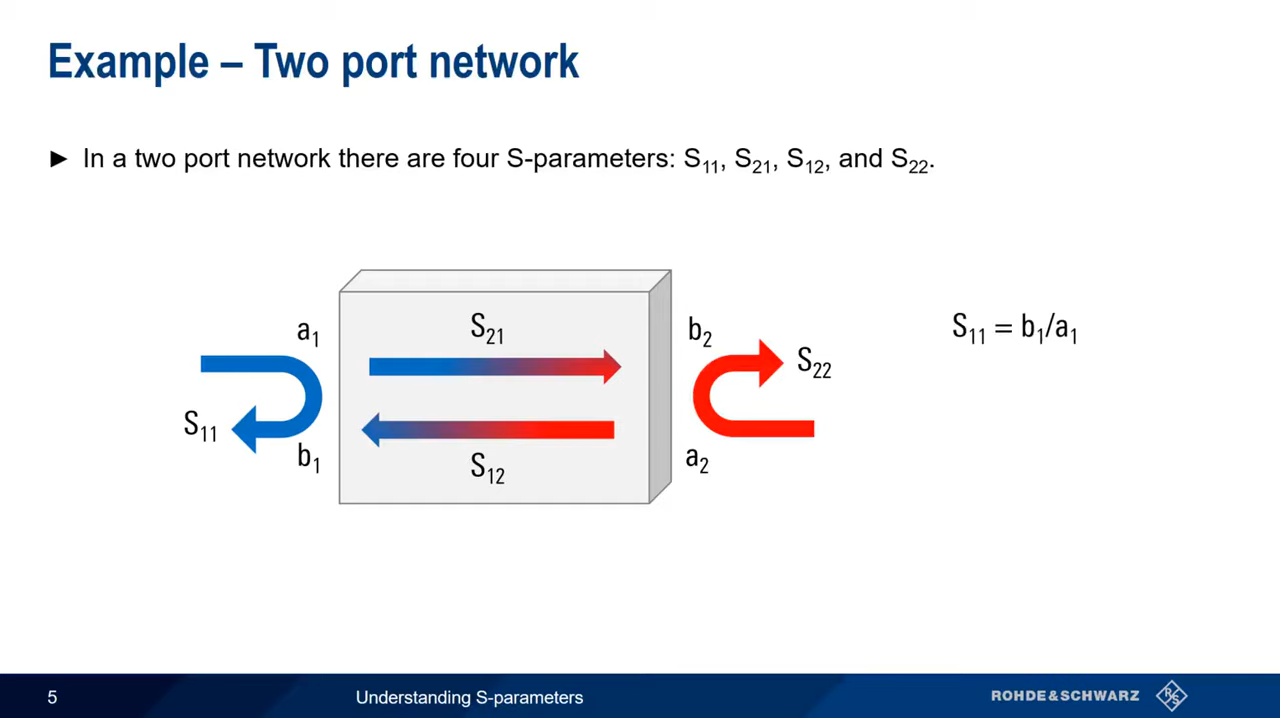 Example – Two port network
► In a two port network there are four S-parameters: S₁₁, S₂₁, S₁₂, and S₂₂.
a₁
S₂₁
b₂
S₁₁ = b₁/a₁
S₂₂
S₁₁
b₁
S₁₂
a₂
5
Understanding S-parameters
ROHDE & SCHWARZ
R S